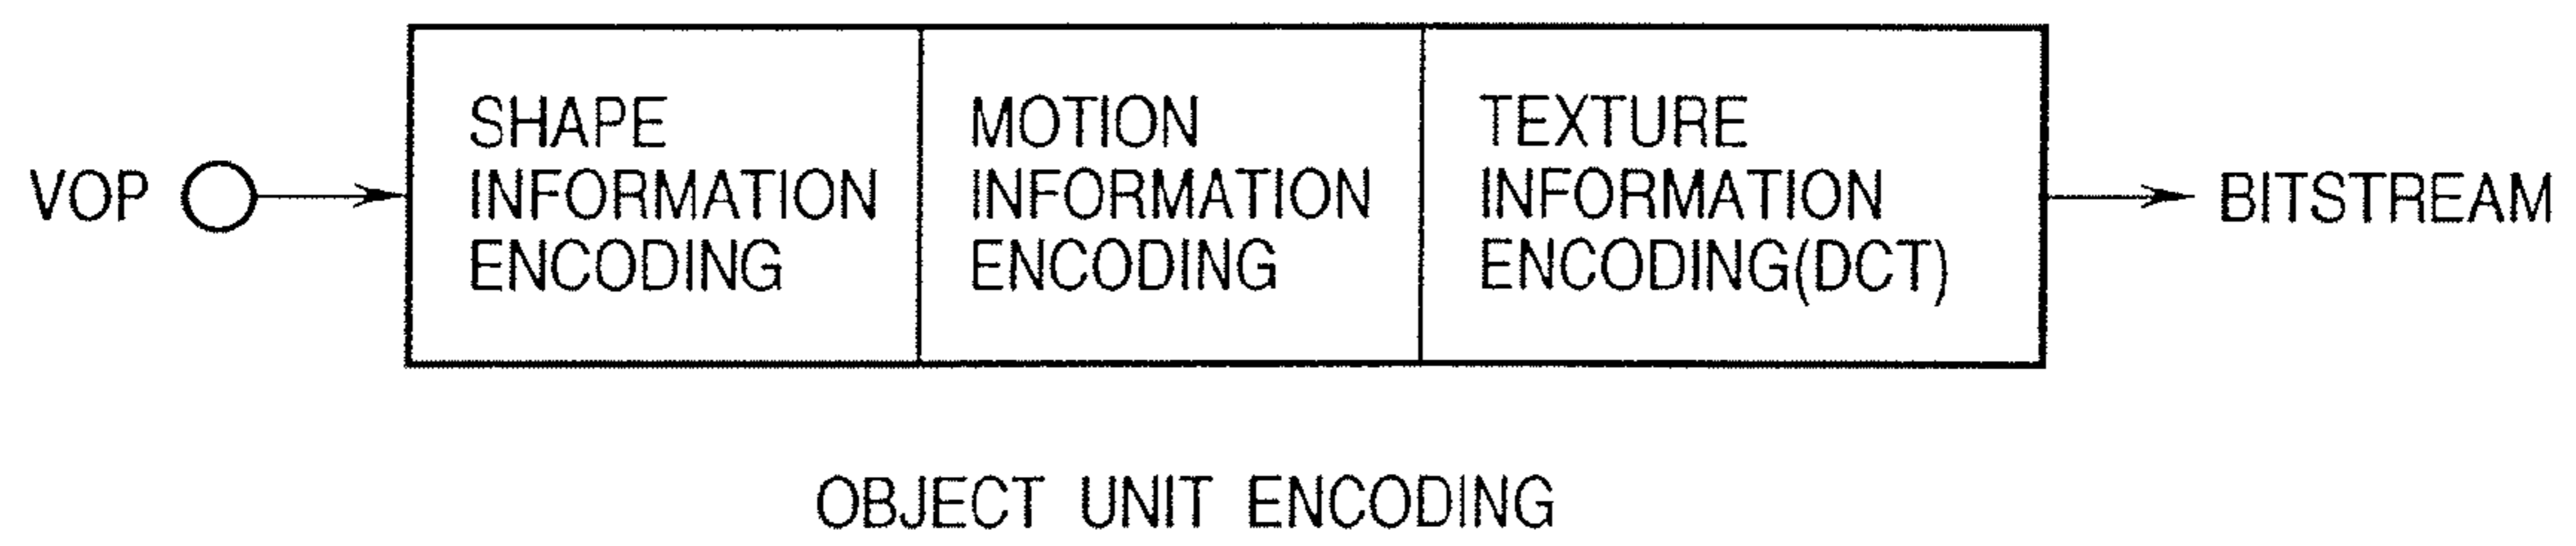 VOP
SHAPE
INFORMATION
ENCODING
MOTION
INFORMATION
ENCODING
TEXTURE
INFORMATION
ENCODING(DCT)
BITSTREAM
OBJECT UNIT ENCODING